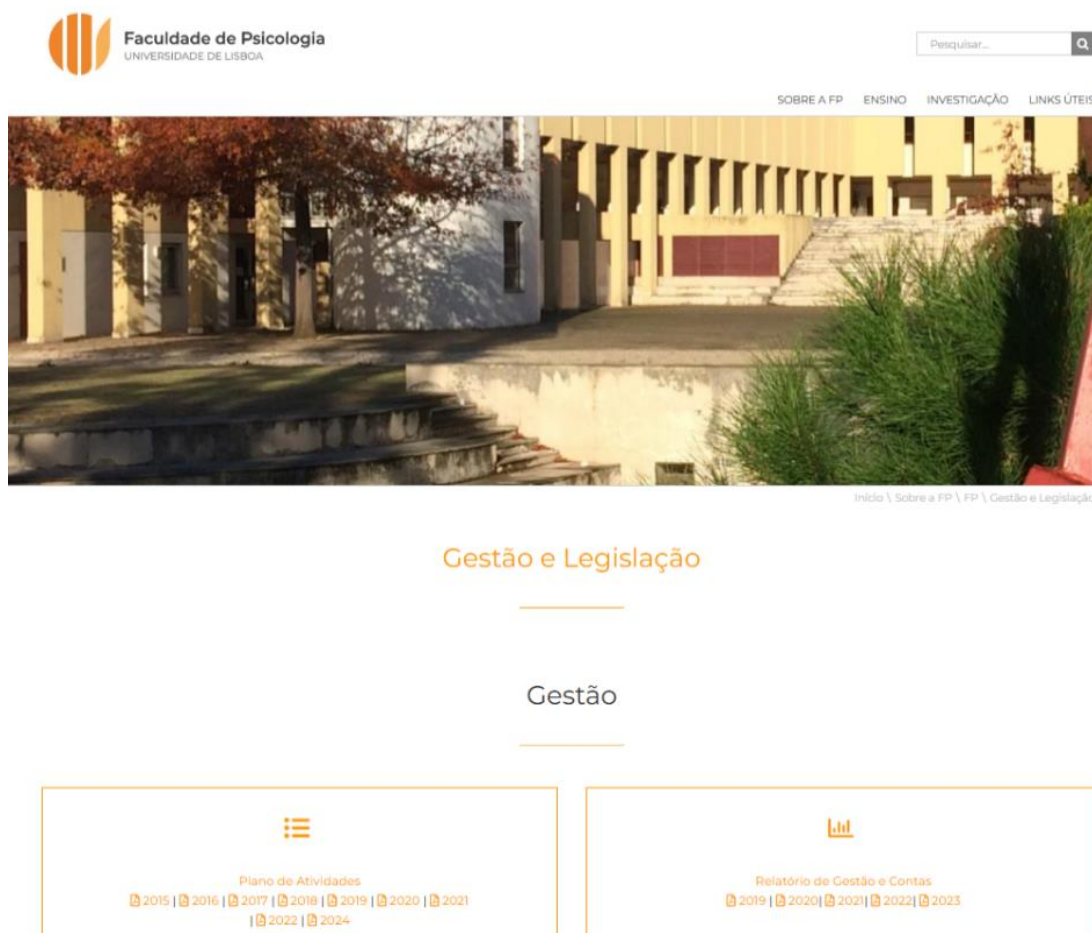 Faculdade de Psicologia
UNIVERSIDADE DE LISBOA
Pesquisar...
SOBRE A FP ENSINO INVESTIGAÇÃO LINKS ÚTEIS
Início \ Sobre a FP \ FP \ Gestão e Legislação
Gestão e Legislação
Gestão
Plano de Atividades
2015 | 2016 | 2017 | 2018 | 2019 | 2020 | 2021
| 2022 | 2024
Relatório de Gestão e Contas
2019 | 2020| 2021| 2022| 2023